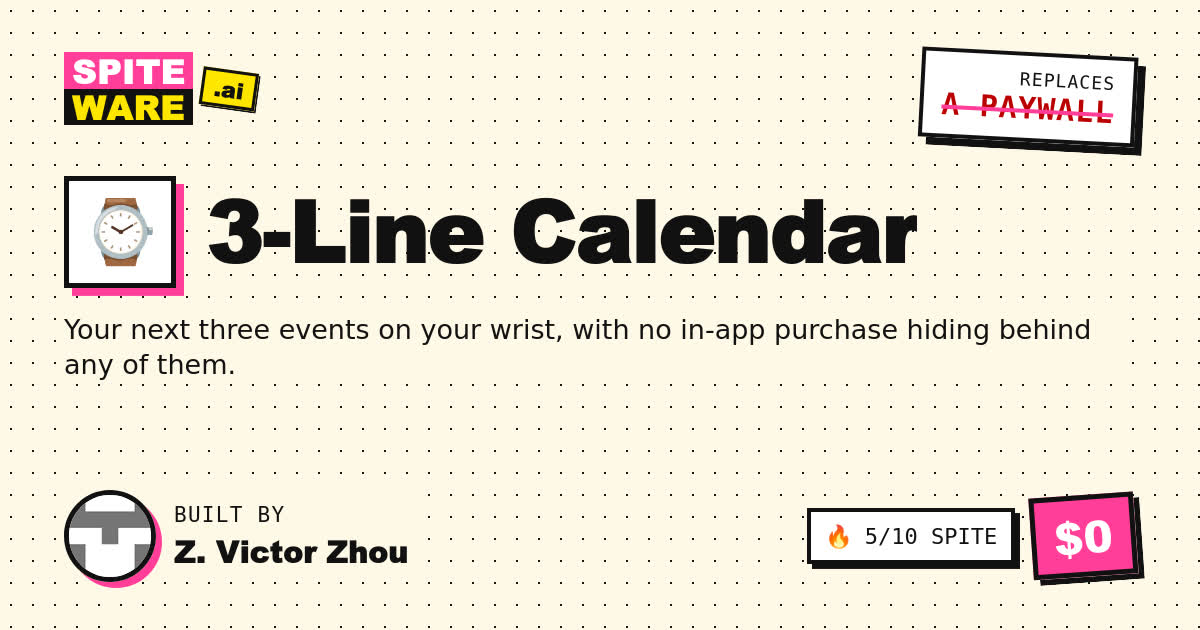 SPITE
WARE
.ai
REPLACES
A PAYWALL
3-Line Calendar
Your next three events on your wrist, with no in-app purchase hiding behind
any of them.
BUILT BY
Z. Victor Zhou
🔥 5/10 SPITE
$0